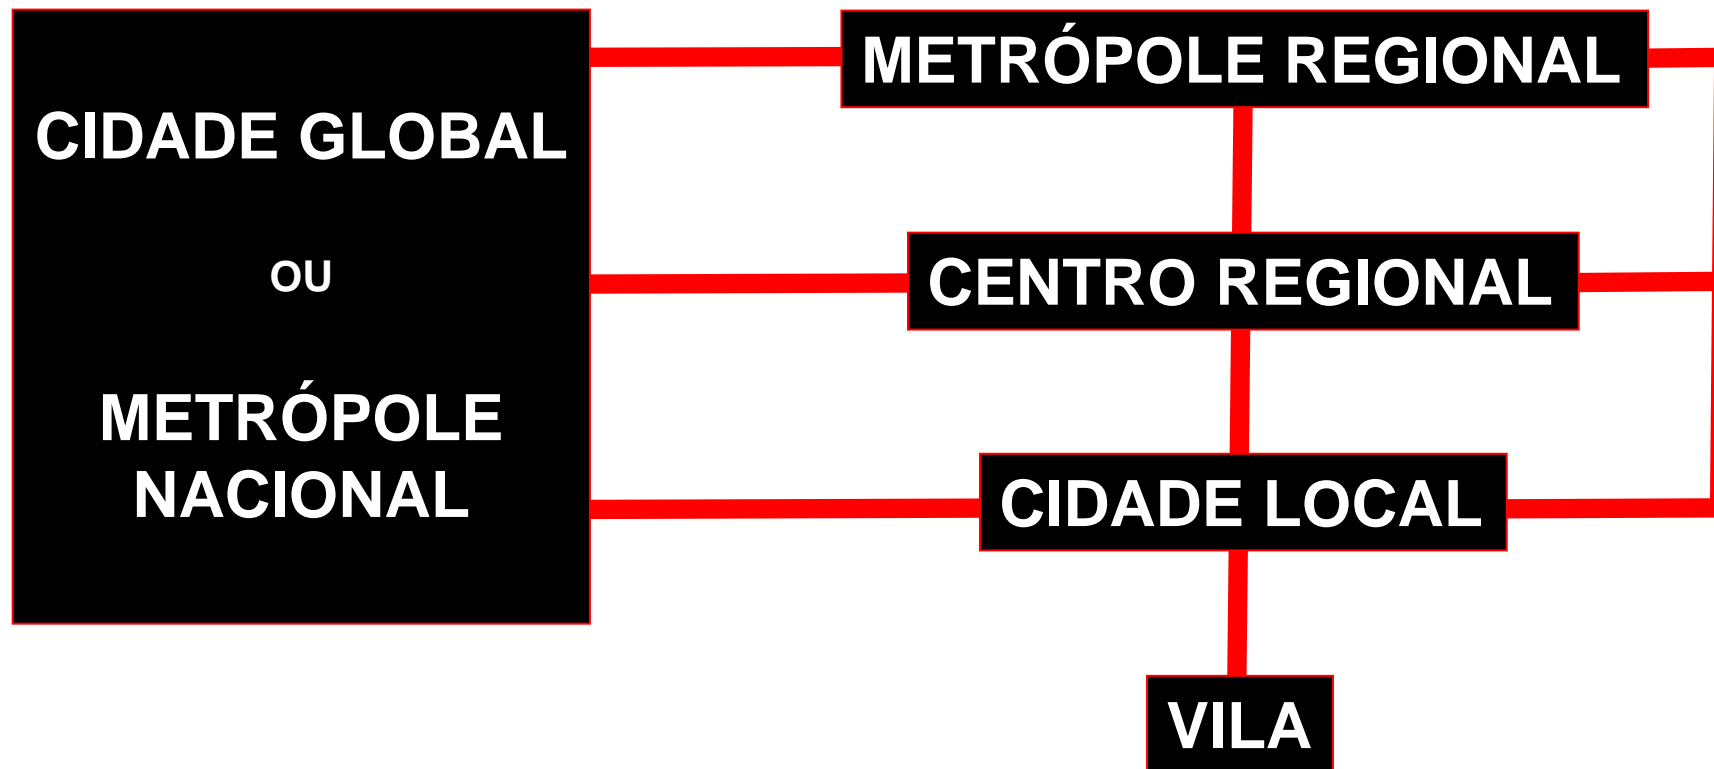 CIDADE GLOBAL
OU
METRÓPOLE
NACIONAL
METRÓPOLE REGIONAL
CENTRO REGIONAL
CIDADE LOCAL
VILA